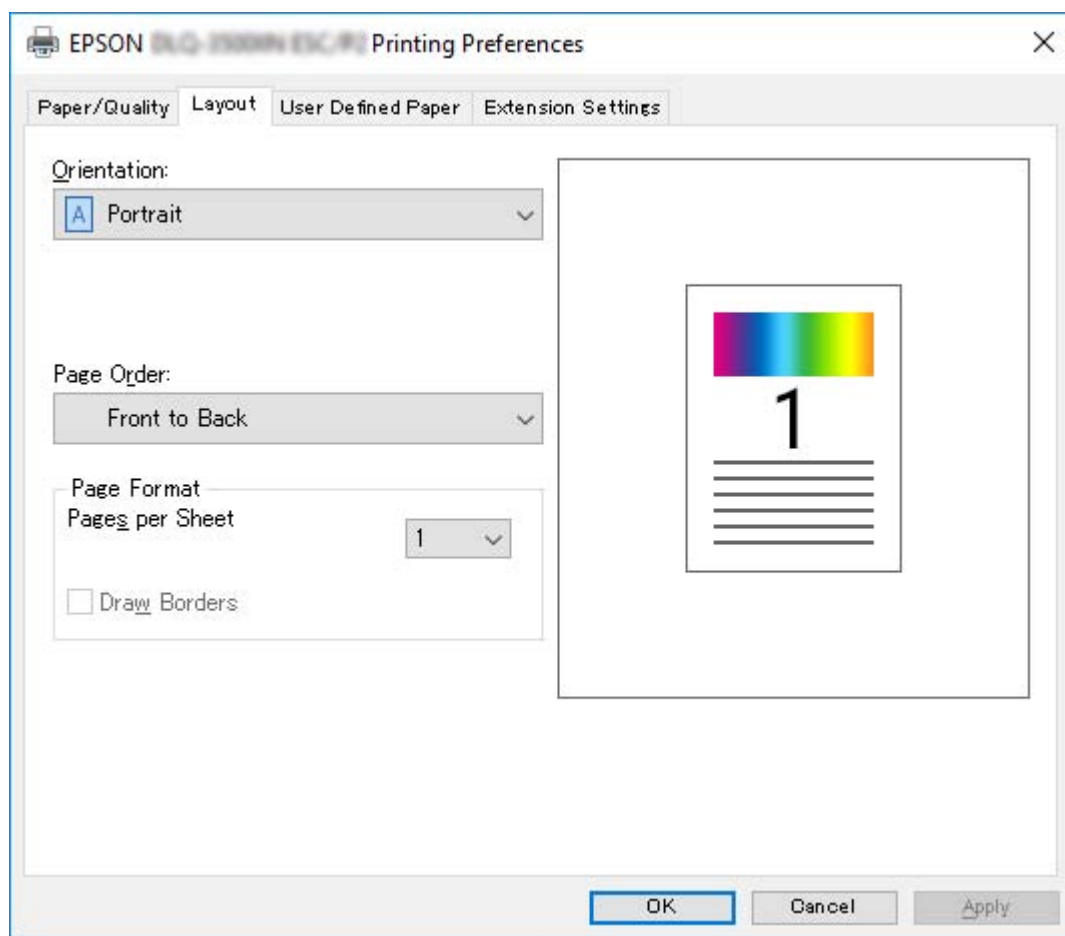 EPSON Printing Preferences
Paper/Quality Layout User Defined Paper Extension Settings
Orientation:
A Portrait
Page Order:
Front to Back
Page Format
Pages per Sheet
1
Draw Borders
1
OK Cancel Apply